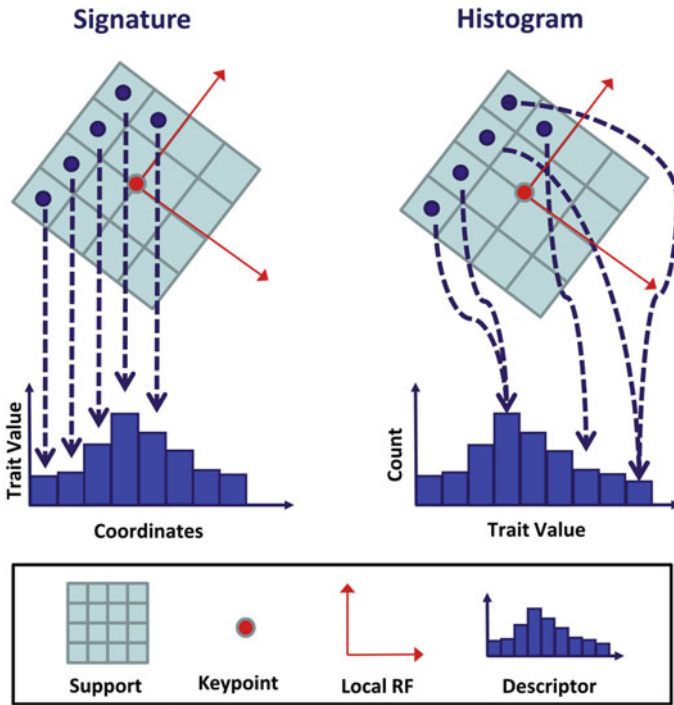 Signature
Histogram
Trait Value
Coordinates
Count
Trait Value
Support
Keypoint
Local RF
Descriptor